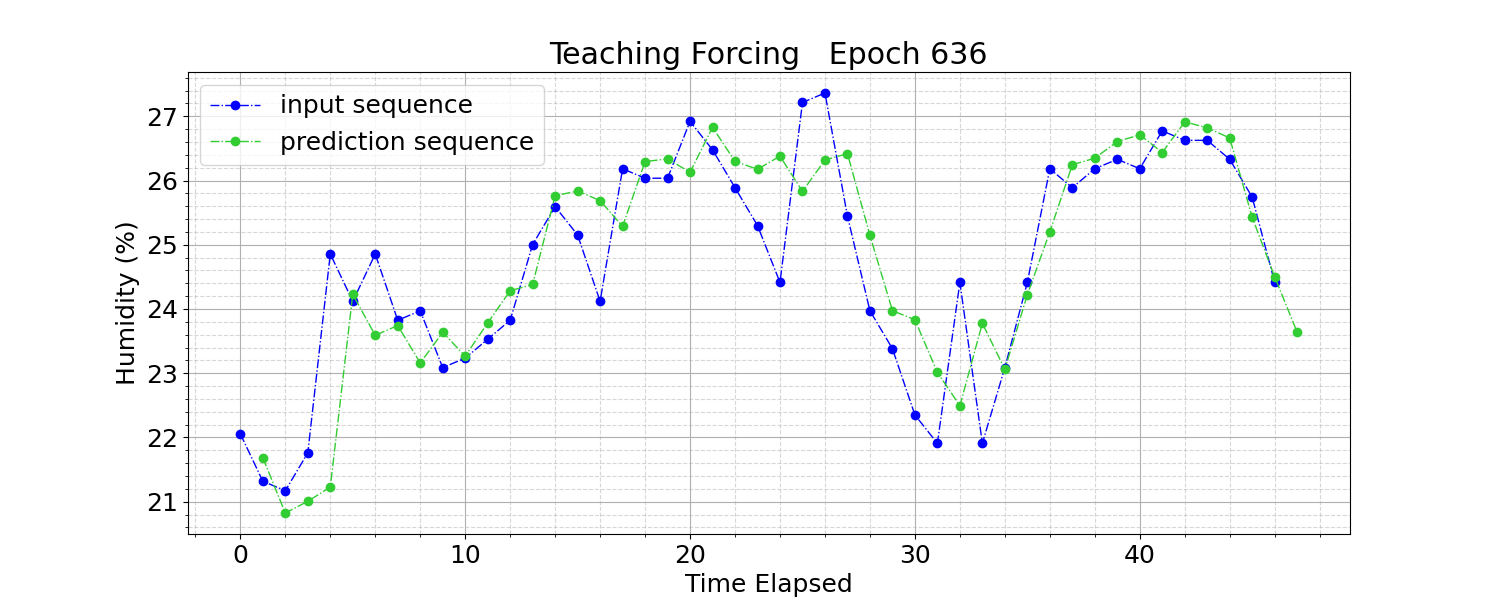 Teaching Forcing   Epoch 636
input sequence
prediction sequence
Humidity (%)
27
26
25
24
23
22
21
0 10 20 30 40
Time Elapsed